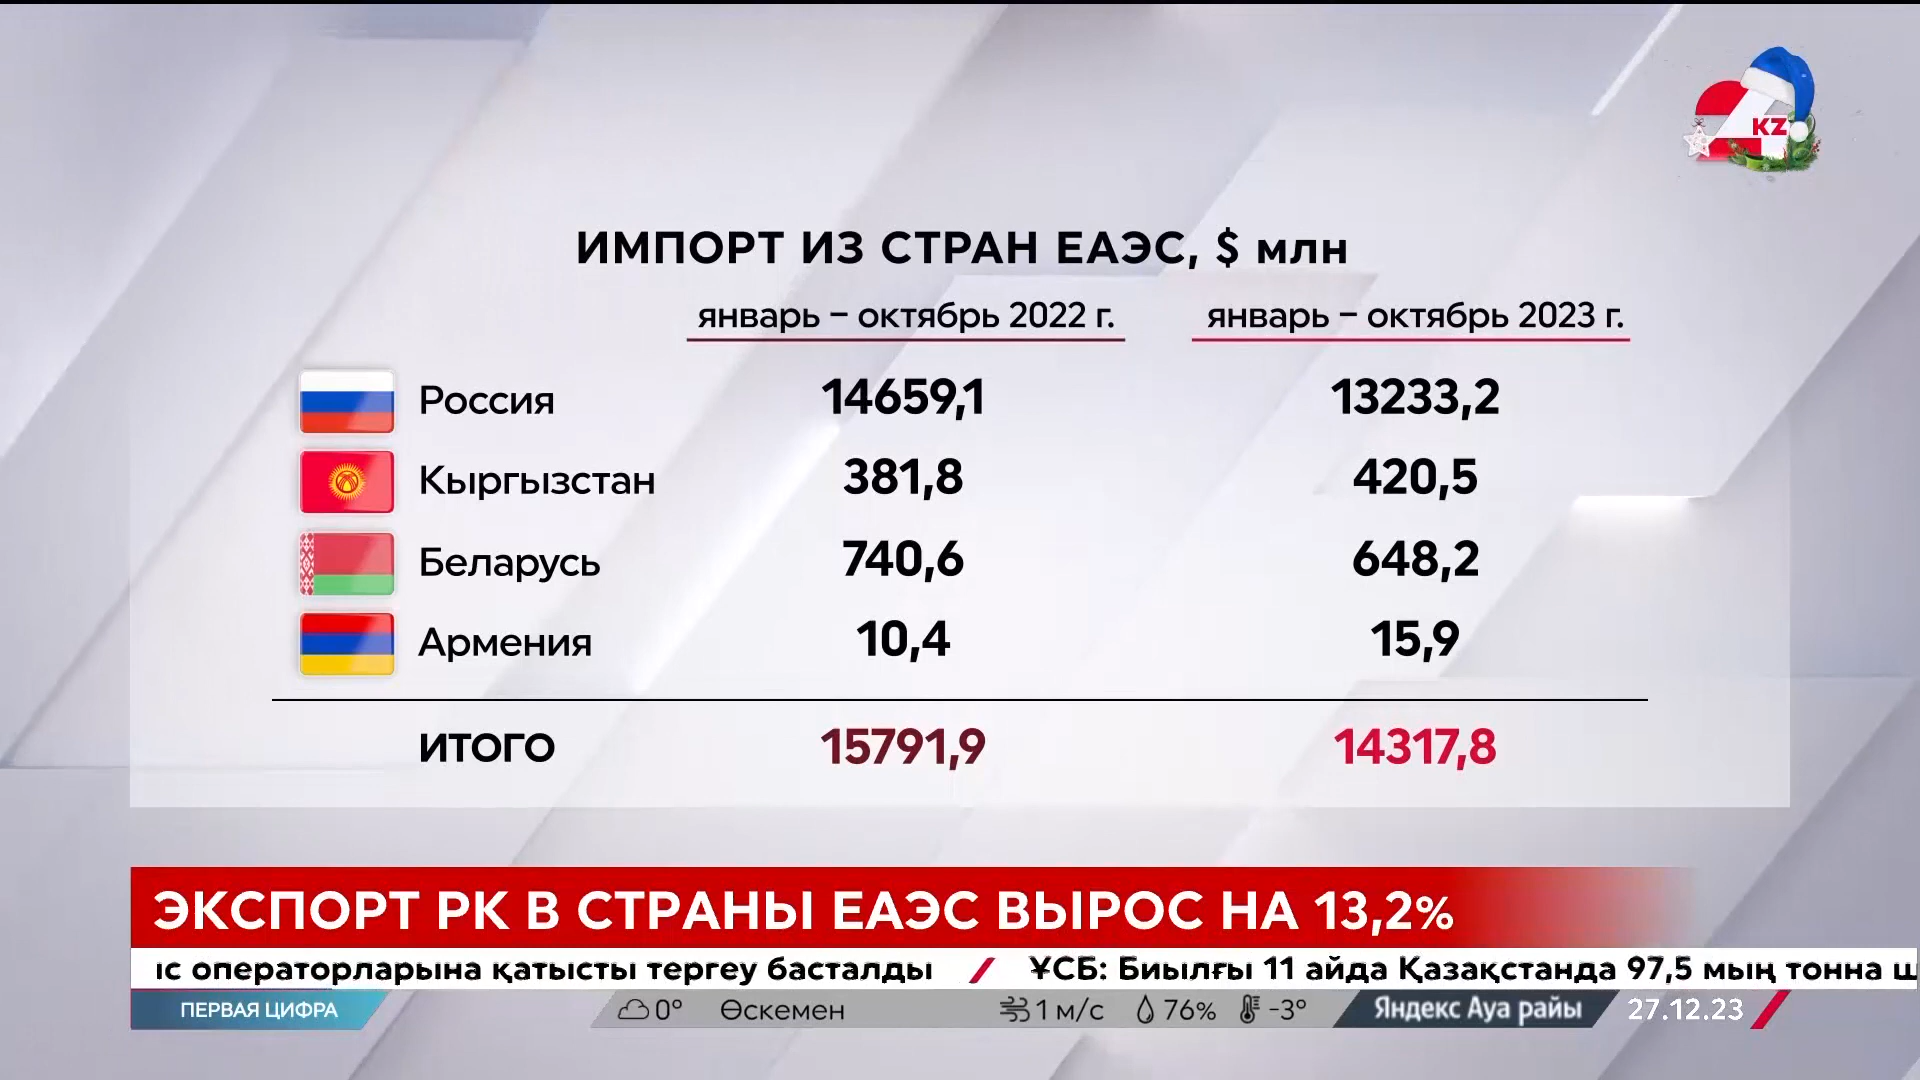 KZ
ИМПОРТ ИЗ СТРАН ЕАЭС, $ млн
январь – октябрь 2022 г. январь – октябрь 2023 г.
Россия 14659,1 13233,2
Кыргызстан 381,8 420,5
Беларусь 740,6 648,2
Армения 10,4 15,9
ИТОГО 15791,9 14317,8
ЭКСПОРТ РК В СТРАНЫ ЕАЭС ВЫРОС НА 13,2%
операторларына қатысты тергеу басталды / ҰСБ: Биылғы 11 айда Қазақстанда 97,5 мың тонна
ПЕРВАЯ ЦИФРА 0° Өскемен 1 м/с 76% -3° Яндекс Ауа райы 27.12.23